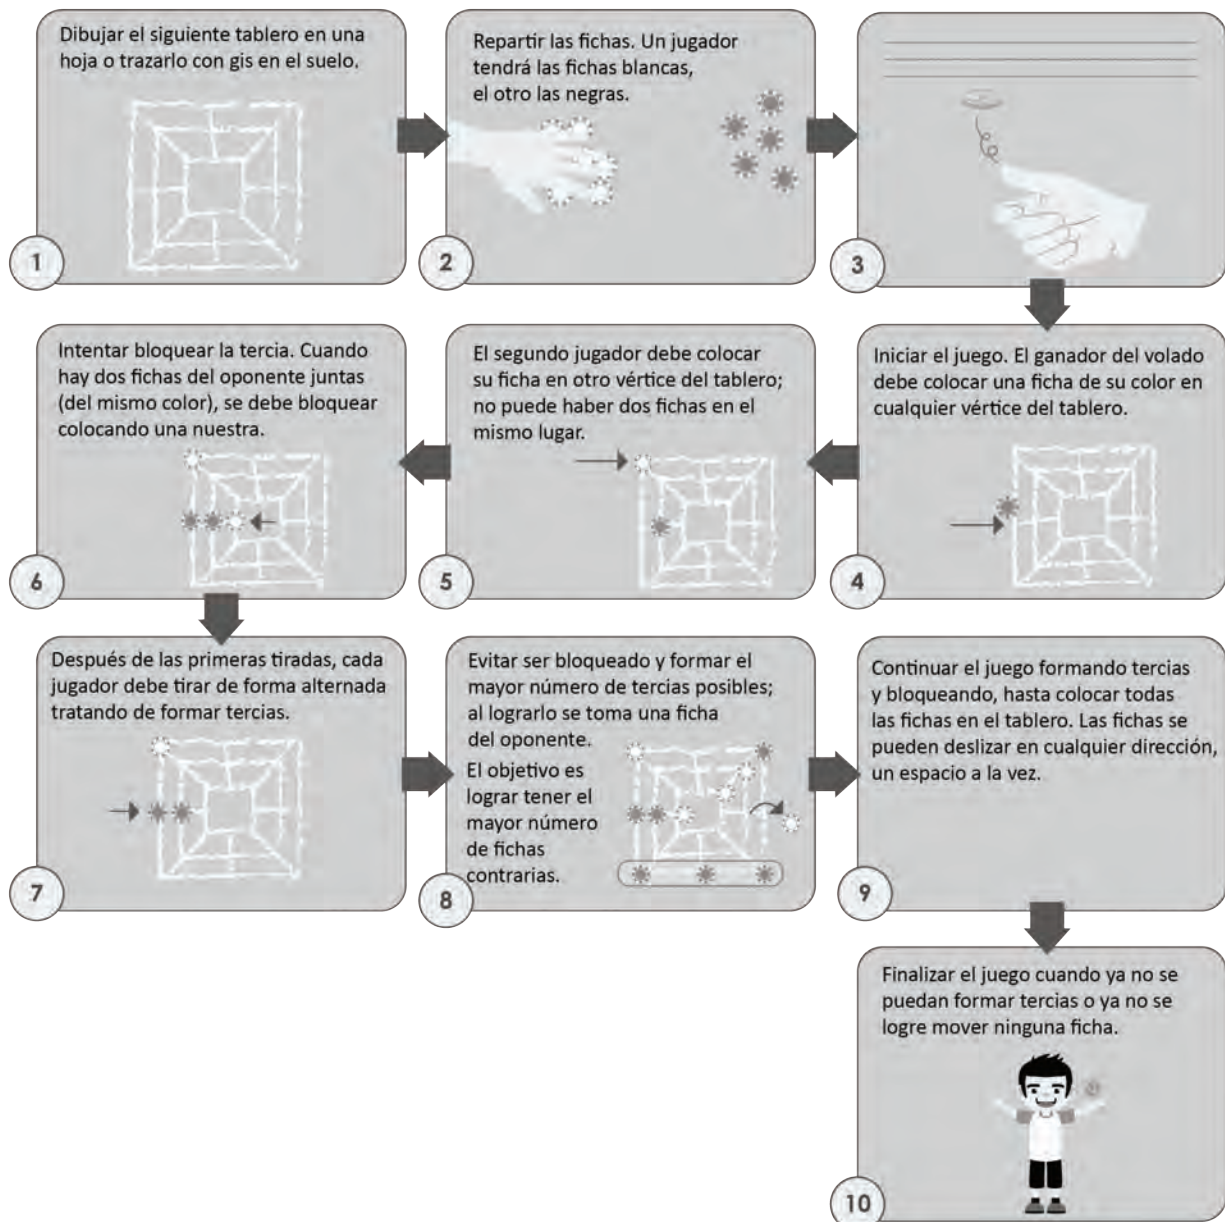 Dibujar el siguiente tablero en una
hoja o trazarlo con gis en el suelo.
1
Repartir las fichas. Un jugador
tendrá las fichas blancas,
el otro las negras.
2
3
Iniciar el juego. El ganador del volado
debe colocar una ficha de su color en
cualquier vértice del tablero.
4
El segundo jugador debe colocar
su ficha en otro vértice del tablero;
no puede haber dos fichas en el
mismo lugar.
5
Intentar bloquear la tercia. Cuando
hay dos fichas del oponente juntas
(del mismo color), se debe bloquear
colocando una nuestra.
6
Después de las primeras tiradas, cada
jugador debe tirar de forma alternada
tratando de formar tercias.
7
Evitar ser bloqueado y formar el
mayor número de tercias posibles;
al lograrlo se toma una ficha
del oponente.
El objetivo es
lograr tener el
mayor número
de fichas
contrarias.
8
Continuar el juego formando tercias
y bloqueando, hasta colocar todas
las fichas en el tablero. Las fichas se
pueden deslizar en cualquier dirección,
un espacio a la vez.
9
Finalizar el juego cuando ya no se
puedan formar tercias o ya no se
logre mover ninguna ficha.
10